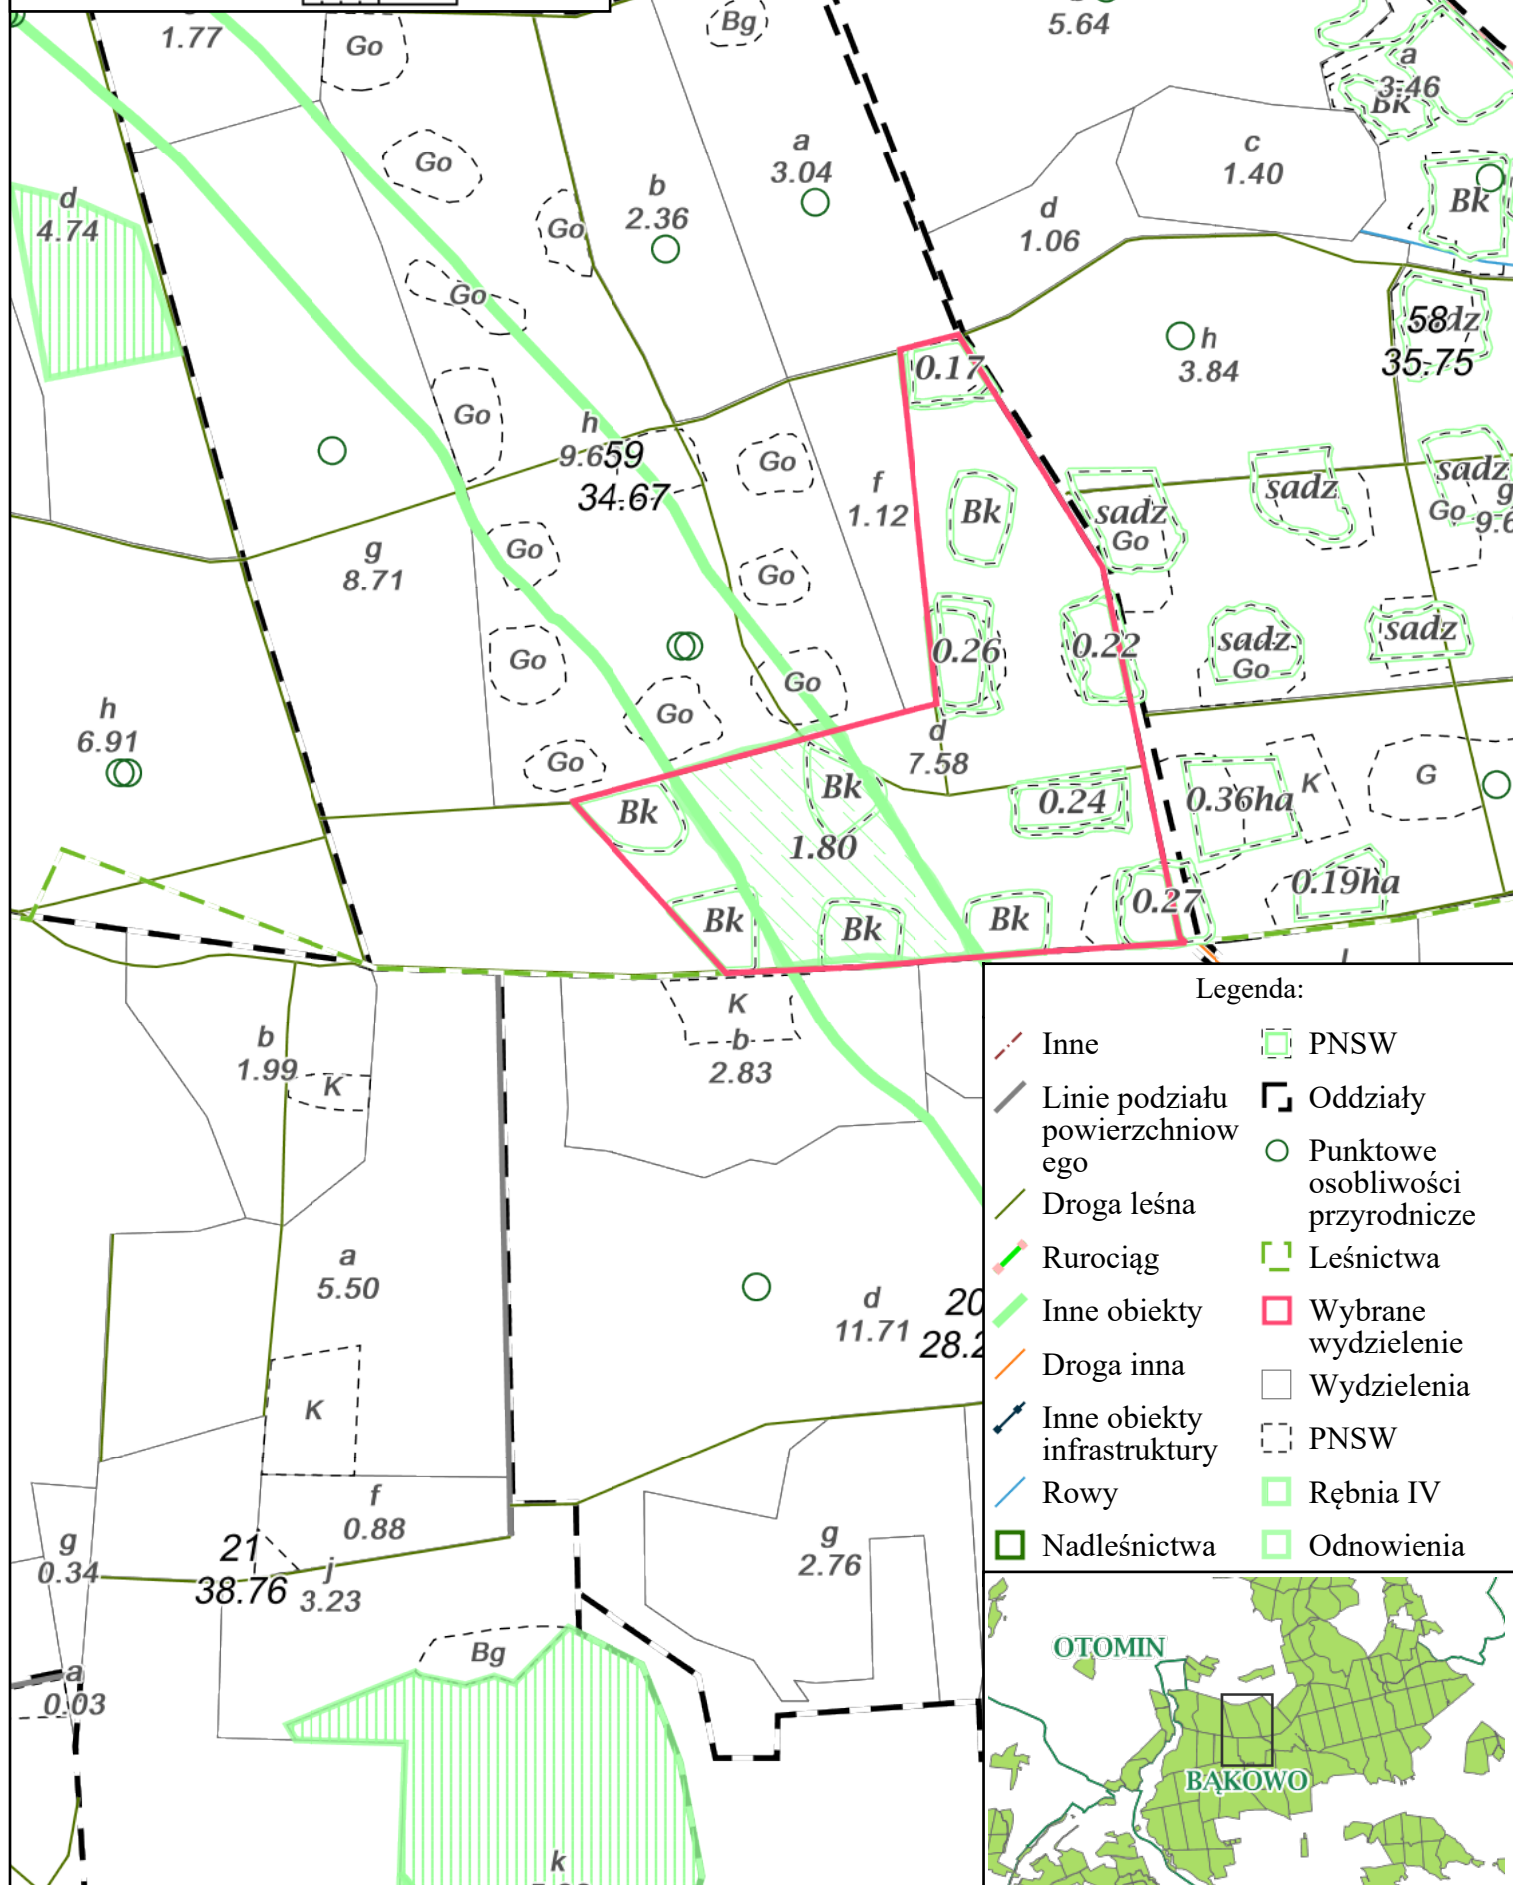 1.77
Go
Bg
5.64
a
3.46
Bk
Go
a
3.04
c
1.40
b
2.36
Go
d
1.06
Bk
d
4.74
Go
h
3.84
58
35.75
0.17
Go
h
59
34.67
Go
f
1.12
Bk
sadz
Go
sadz
sadz
Go
g
8.71
Go
Go
Go
0.26
0.22
sadz
Go
sadz
Go
Go
h
6.91
d
7.58
Go
Bk
Bk
0.24
0.36ha
K
G
1.80
Bk
Bk
Bk
0.27
0.19ha
K
b
2.83
b
1.99
K
a
5.50
d
11.71
K
f
0.88
g
0.34
21
38.76
j
3.23
g
2.76
Bg
a
0.03
k
Legenda:
Inne
Linie podziału
powierzchniow
ego
Droga leśna
Rurociąg
Inne obiekty
Droga inna
Inne obiekty
infrastruktury
Rowy
Nadleśnictwa
PNSW
Oddziały
Punktowe
osobliwości
przyrodnicze
Leśnictwa
Wybrane
wydzielenie
Wydzielenia
PNSW
Rębnia IV
Odnowienia
OTOMIN
BĄKOWO